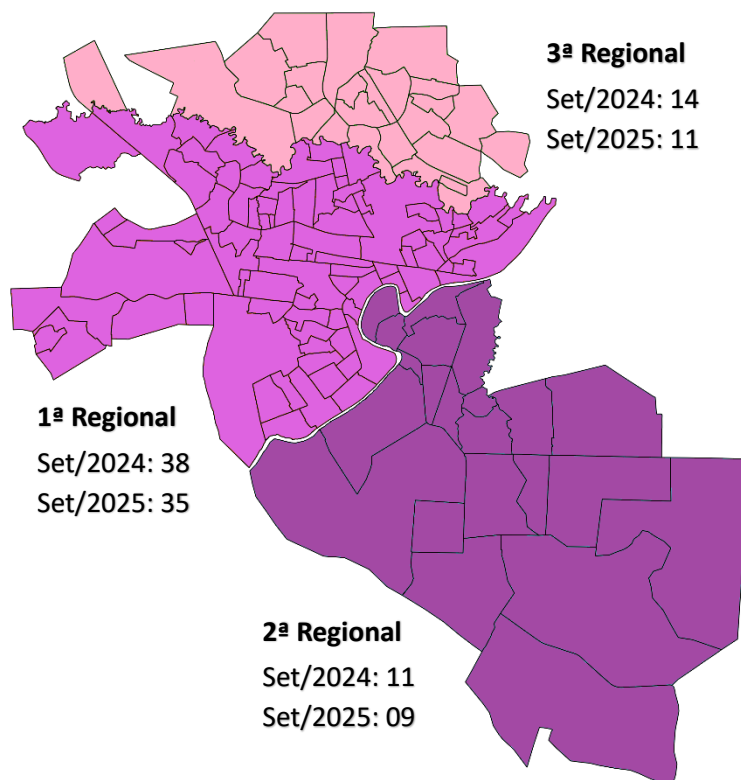 3ª Regional
Set/2024: 14
Set/2025: 11
1ª Regional
Set/2024: 38
Set/2025: 35
2ª Regional
Set/2024: 11
Set/2025: 09